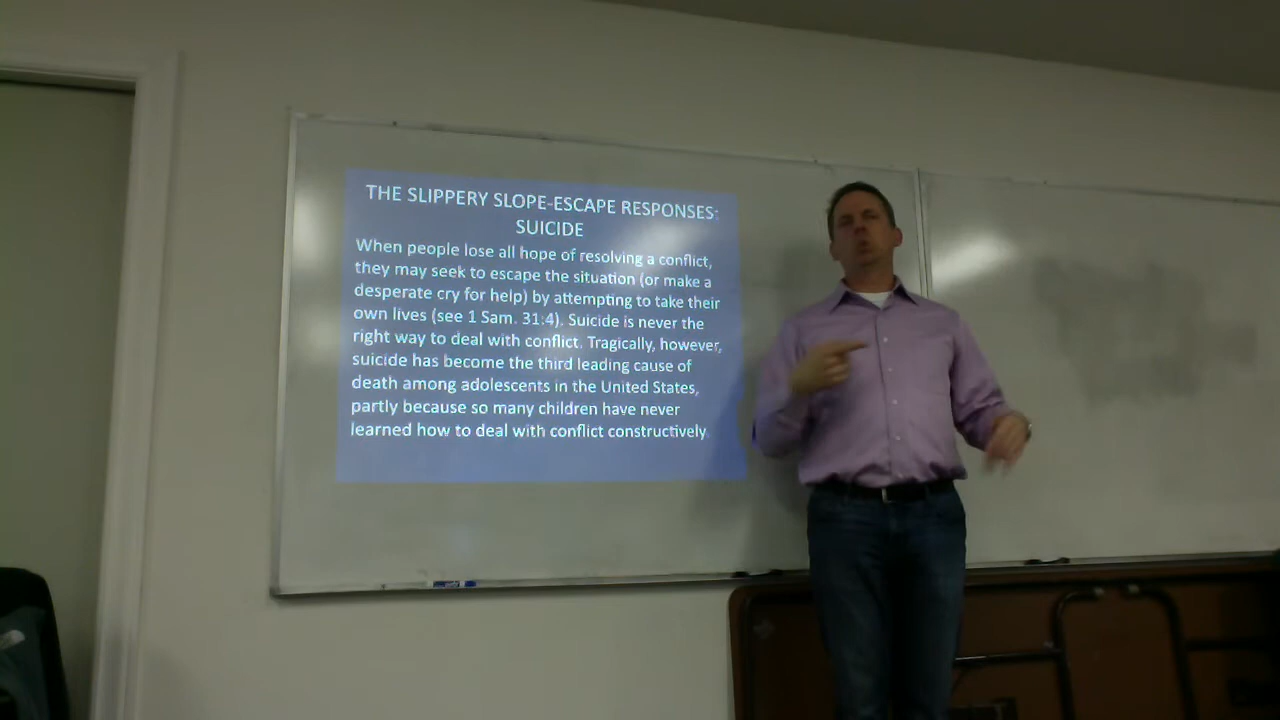 THE SLIPPERY SLOPE-ESCAPE RESPONSES:
SUICIDE
When people lose all hope of resolving a conflict,
they may seek to escape the situation (or make a
desperate cry for help) by attempting to take their
own lives (see 1 Sam. 31:4). Suicide is never the
right way to deal with conflict. Tragically, however,
suicide has become the third leading cause of
death among adolescents in the United States,
partly because so many children have never
learned how to deal with conflict constructively.